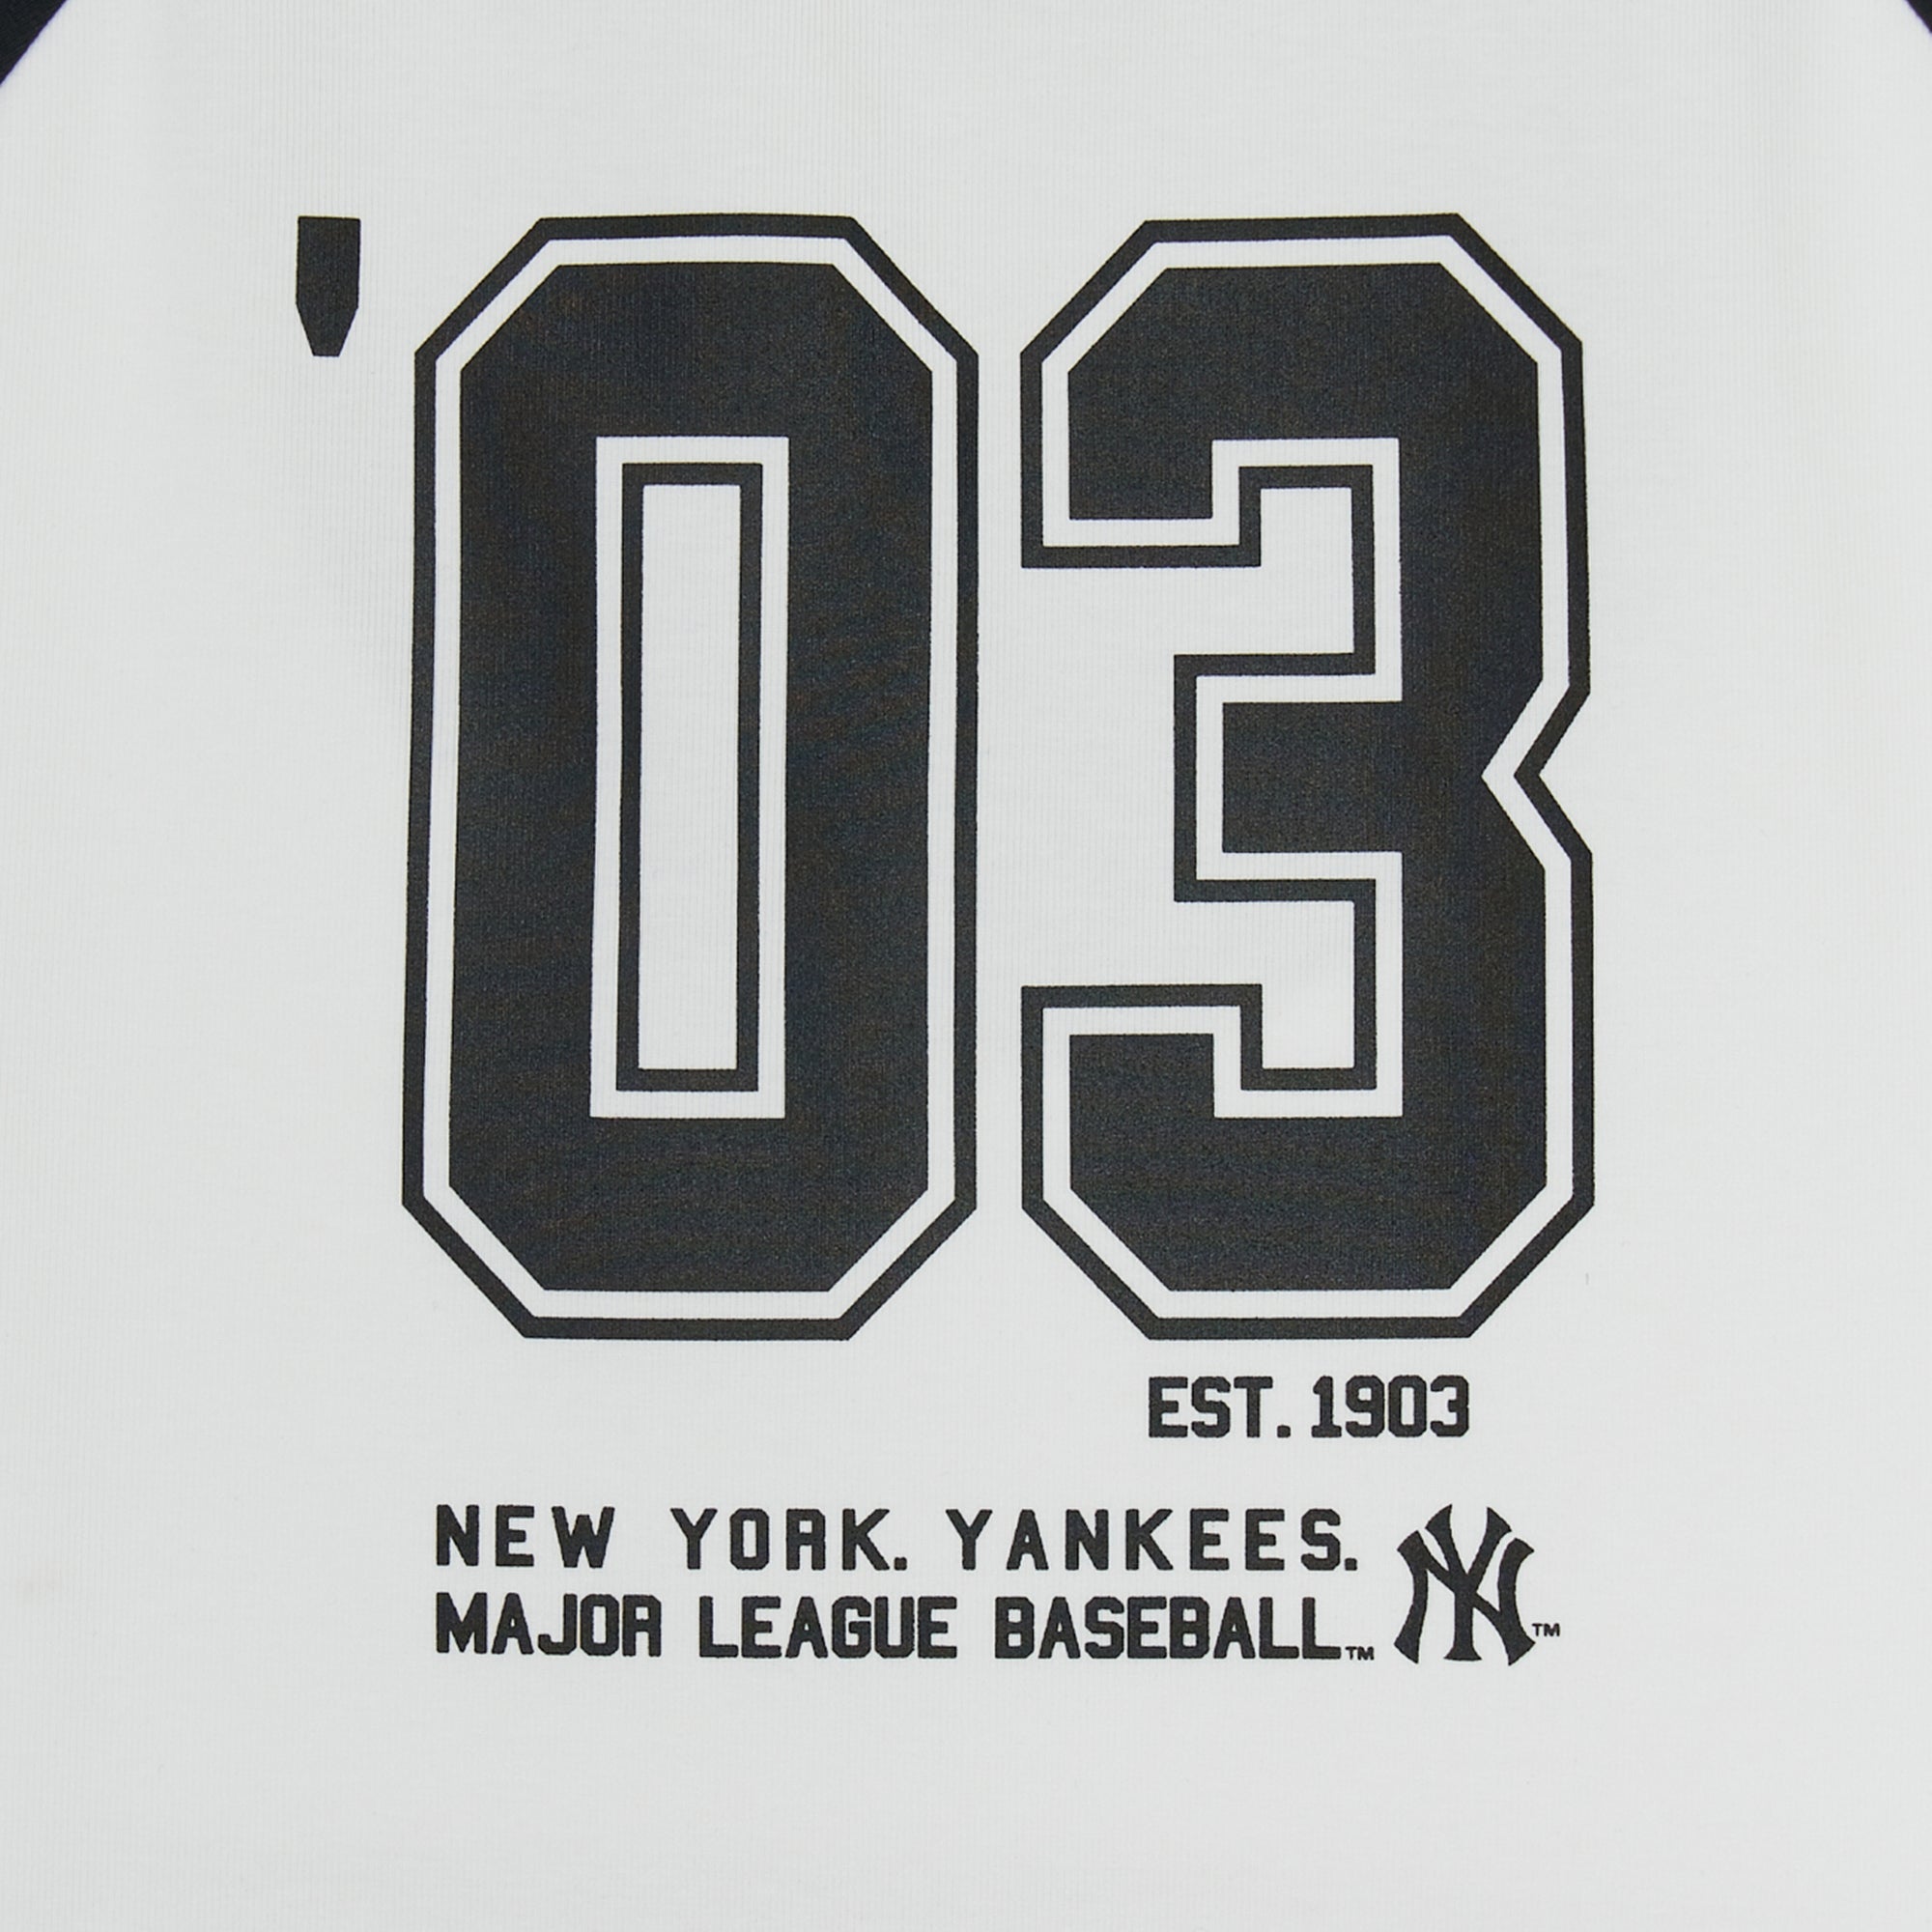 '03
EST. 1903
NEW YORK. YANKEES.
MAJOR LEAGUE BASEBALL™
NY™